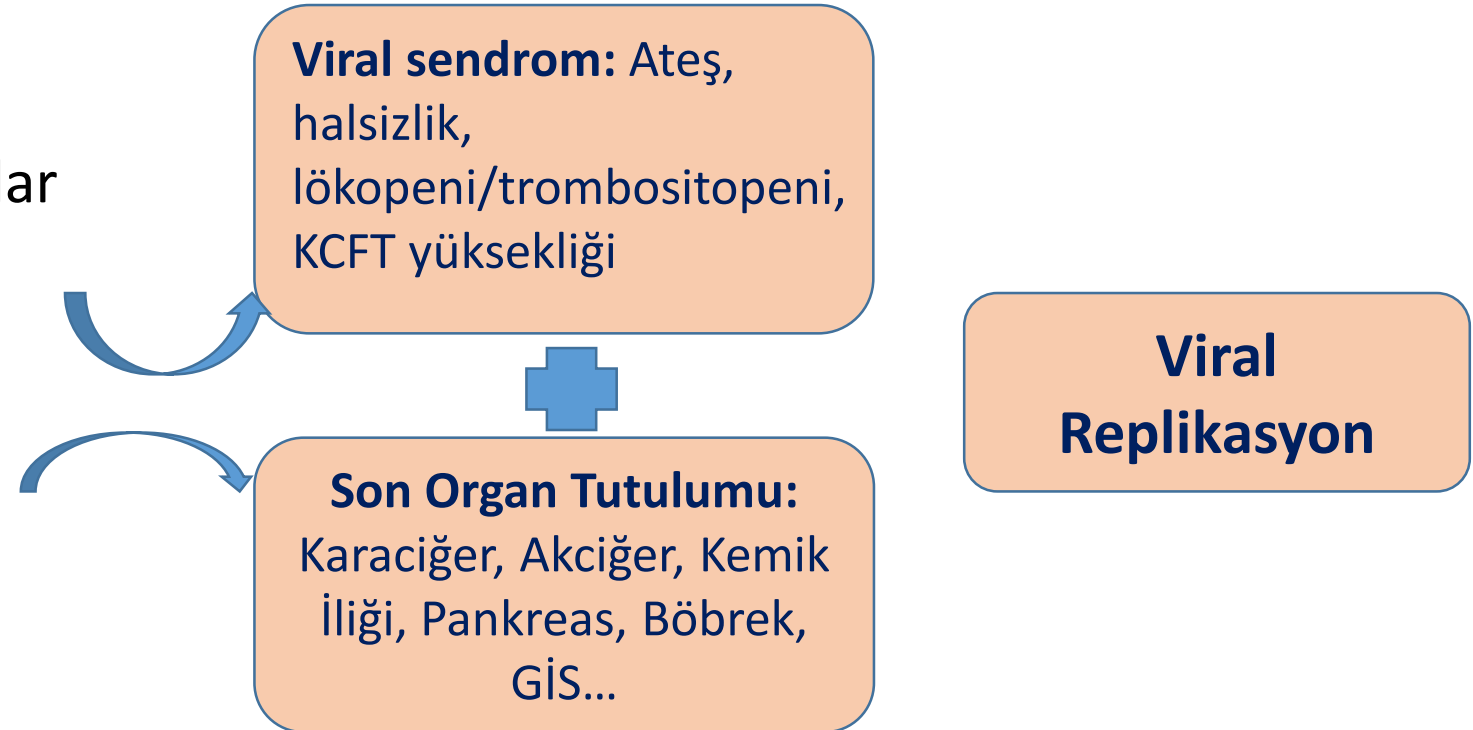 Viral sendrom: Ateş,
halsizlik,
lökopeni/trombositopeni,
KCFT yüksekliği
Viral
Replikasyon
Son Organ Tutulumu:
Karaciğer, Akciğer, Kemik
İliği, Pankreas, Böbrek,
GİS...